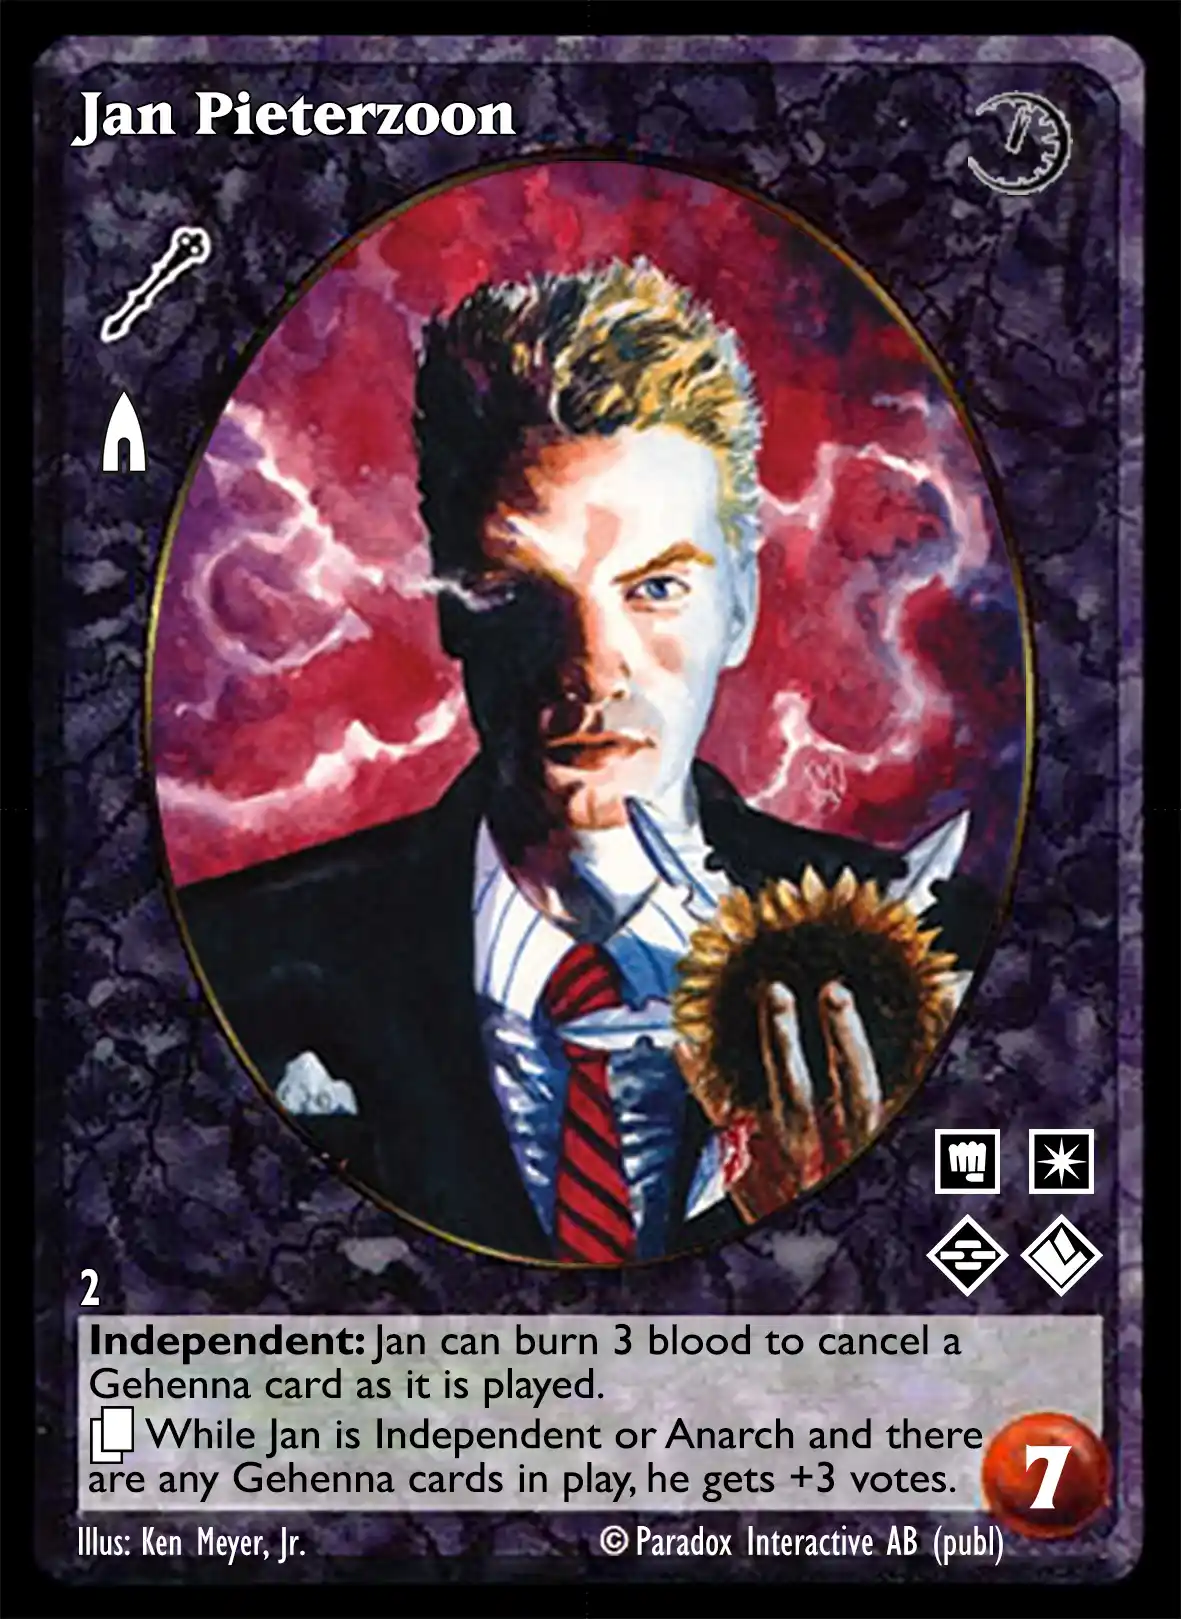 Jan Pieterzoon
2
Independent: Jan can burn 3 blood to cancel a
Gehenna card as it is played.
While Jan is Independent or Anarch and there
are any Gehenna cards in play, he gets +3 votes.
7
Illus: Ken Meyer, Jr.
© Paradox Interactive AB (publ)